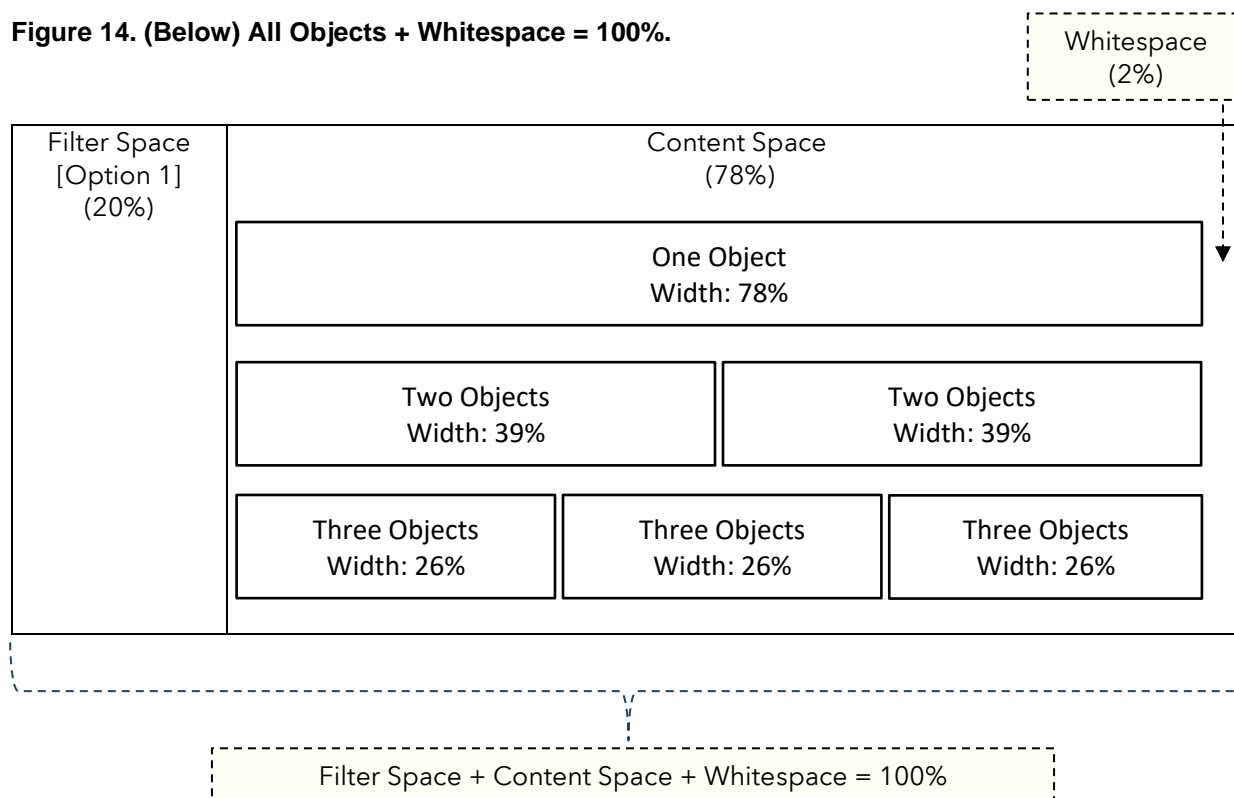 Figure 14. (Below) All Objects + Whitespace = 100%.
Whitespace
(2%)
Filter Space
[Option 1]
(20%)
Content Space
(78%)
One Object
Width: 78%
Two Objects
Width: 39%
Two Objects
Width: 39%
Three Objects
Width: 26%
Three Objects
Width: 26%
Three Objects
Width: 26%
Filter Space + Content Space + Whitespace = 100%